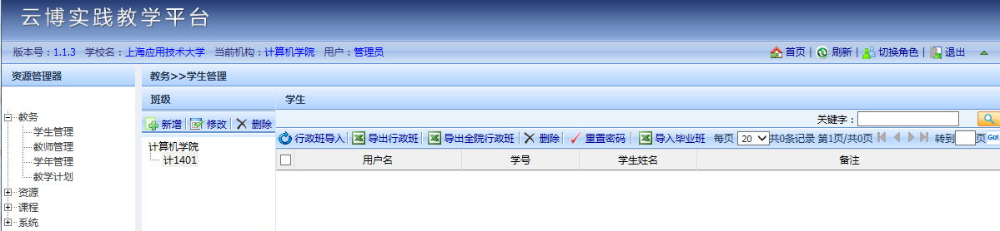 云博实践教学平台
版本号：1.1.3 学校名：上海应用技术大学 当前机构：计算机学院 用户：管理员 首页 | 刷新 | 切换角色 | 退出
资源管理器
教务
学生管理
教师管理
学年管理
教学计划
资源
课程
系统
教务>>学生管理
班级
新增 | 修改 | 删除
计算机学院
计1401
学生
关键字：
行政班导入 | 导出行政班 | 导出全院行政班 | 删除 | 重置密码 | 导入毕业班 每页 20 共0条记录 第1页/共0页 转到 页 Go!
用户名 学号 学生姓名 备注